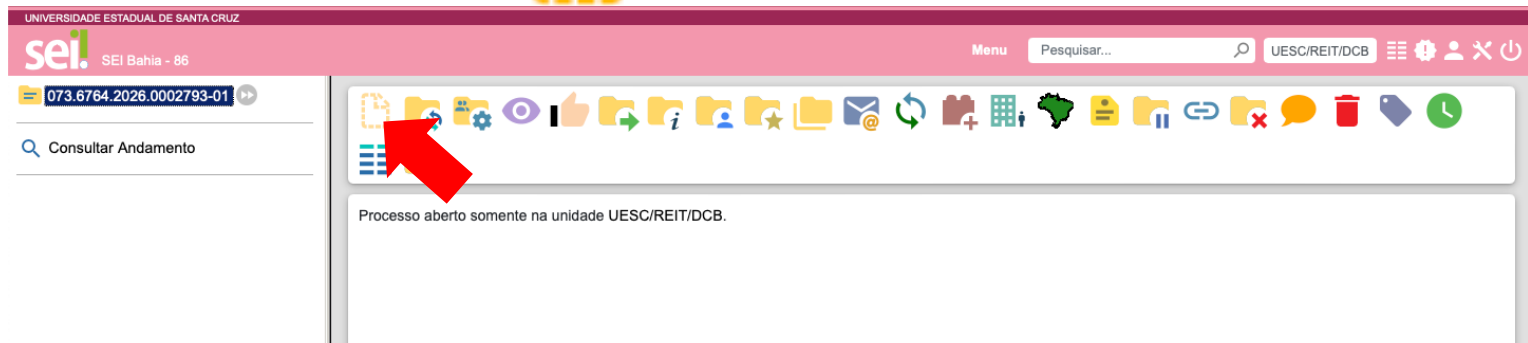 UNIVERSIDADE ESTADUAL DE SANTA CRUZ
sei! SEI Bahia - 86
Menu Pesquisar... UESC/REIT/DCB
073.6764.2026.0002793-01
Consultar Andamento
Processo aberto somente na unidade UESC/REIT/DCB.